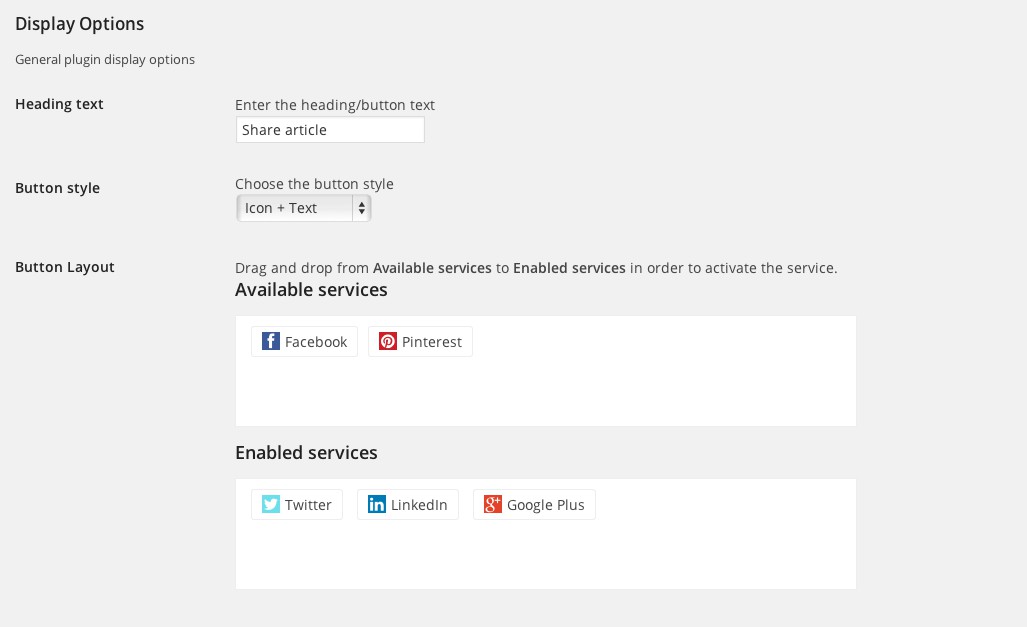 Display Options
General plugin display options
Heading text
Enter the heading/button text
Share article
Button style
Choose the button style
Icon + Text
Button Layout
Drag and drop from Available services to Enabled services in order to activate the service.
Available services
Facebook Pinterest
Enabled services
Twitter LinkedIn Google Plus